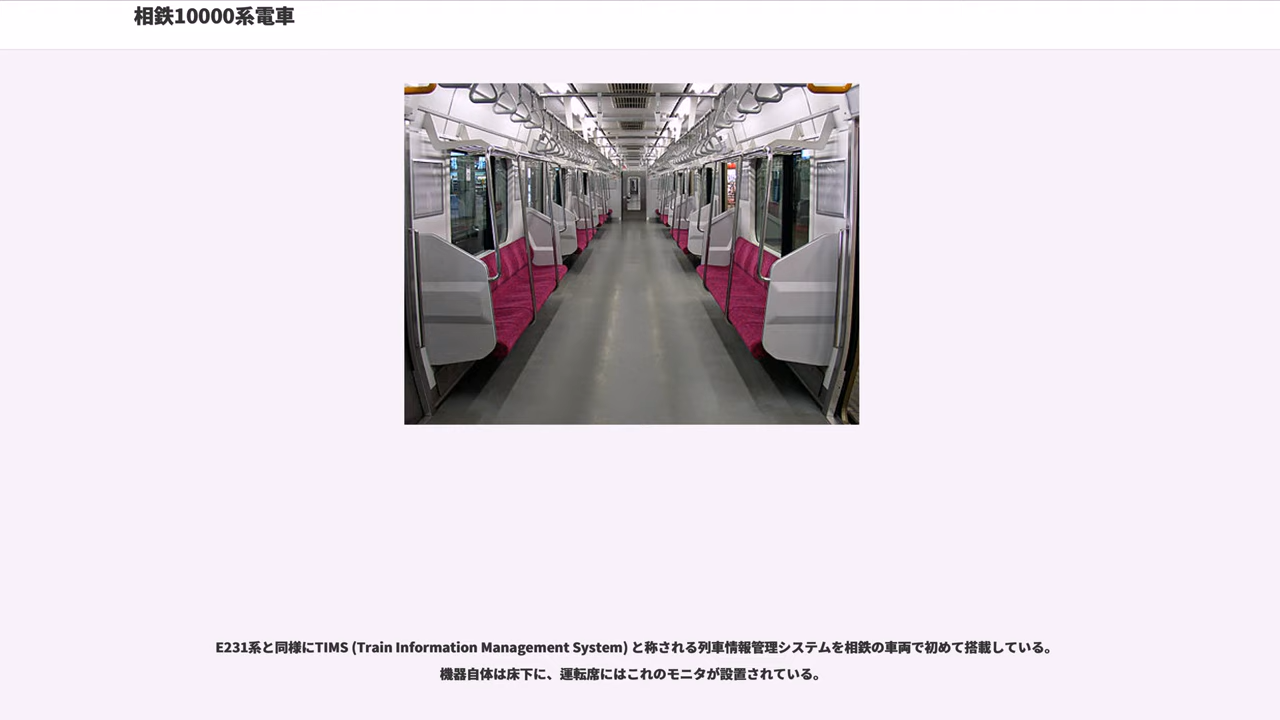 相鉄10000系電車
E231系と同様にTIMS (Train Information Management System) と称される列車情報管理システムを相鉄の車両で初めて搭載している。
機器自体は床下に、運転席にはこれのモニタが設置されている。